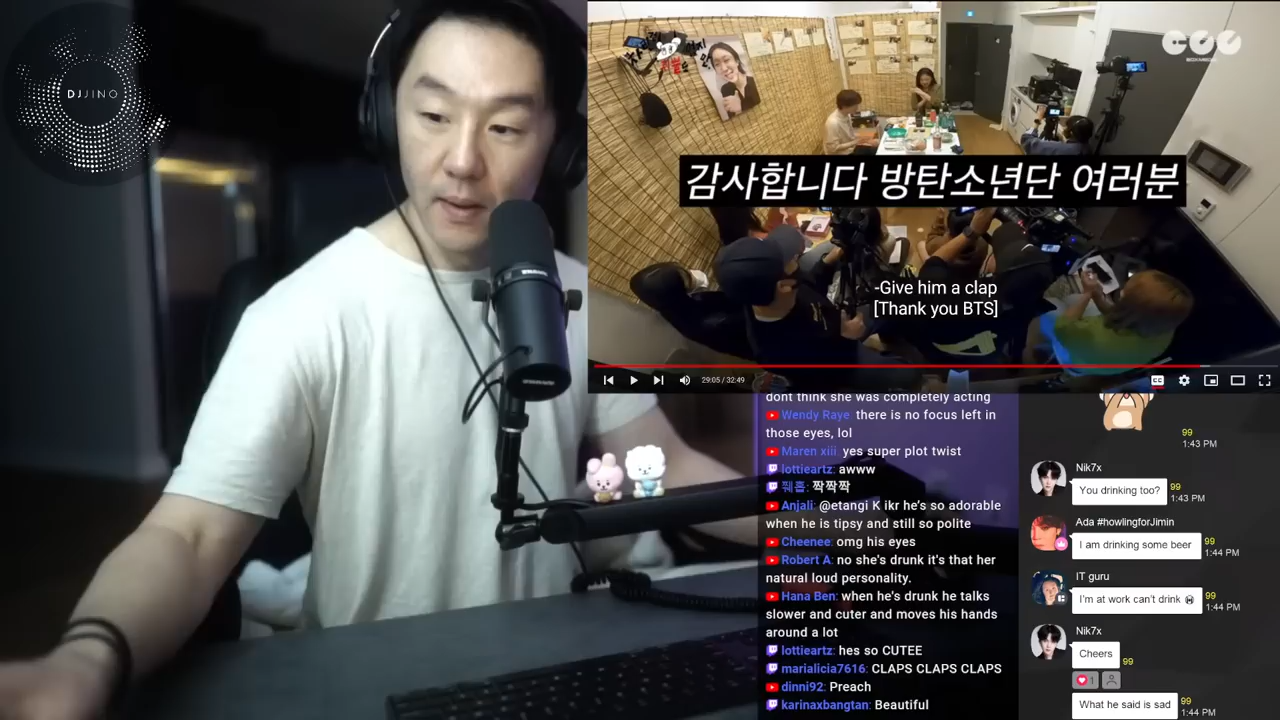 DJJINO
감사합니다 방탄소년단 여러분
-Give him a clap
[Thank you BTS]
29:05 / 32:49
dont think she was completely acting
Wendy Raye: there is no focus left in
those eyes, lol
Maren xiii: yes super plot twist
lottieartz: awww
쮀홉: 짝짝짝
Anjali: @etangi K ikr he's so adorable
when he is tipsy and still so polite
Cheenee: omg his eyes
Robert A: no she's drunk it's that her
natural loud personality.
Hana Ben: when he's drunk he talks
slower and cuter and moves his hands
around a lot
lottieartz: hes so CUTEE
marialicia7616: CLAPS CLAPS CLAPS
dinni92: Preach
karinaxbangtan: Beautiful
99
1:43 PM
Nik7x
You drinking too?
99
1:43 PM
Ada #howlingforJimin
I am drinking some beer
99
1:44 PM
IT guru
I'm at work can't drink
99
1:44 PM
Nik7x
Cheers
99
1
What he said is sad
99
1:44 PM